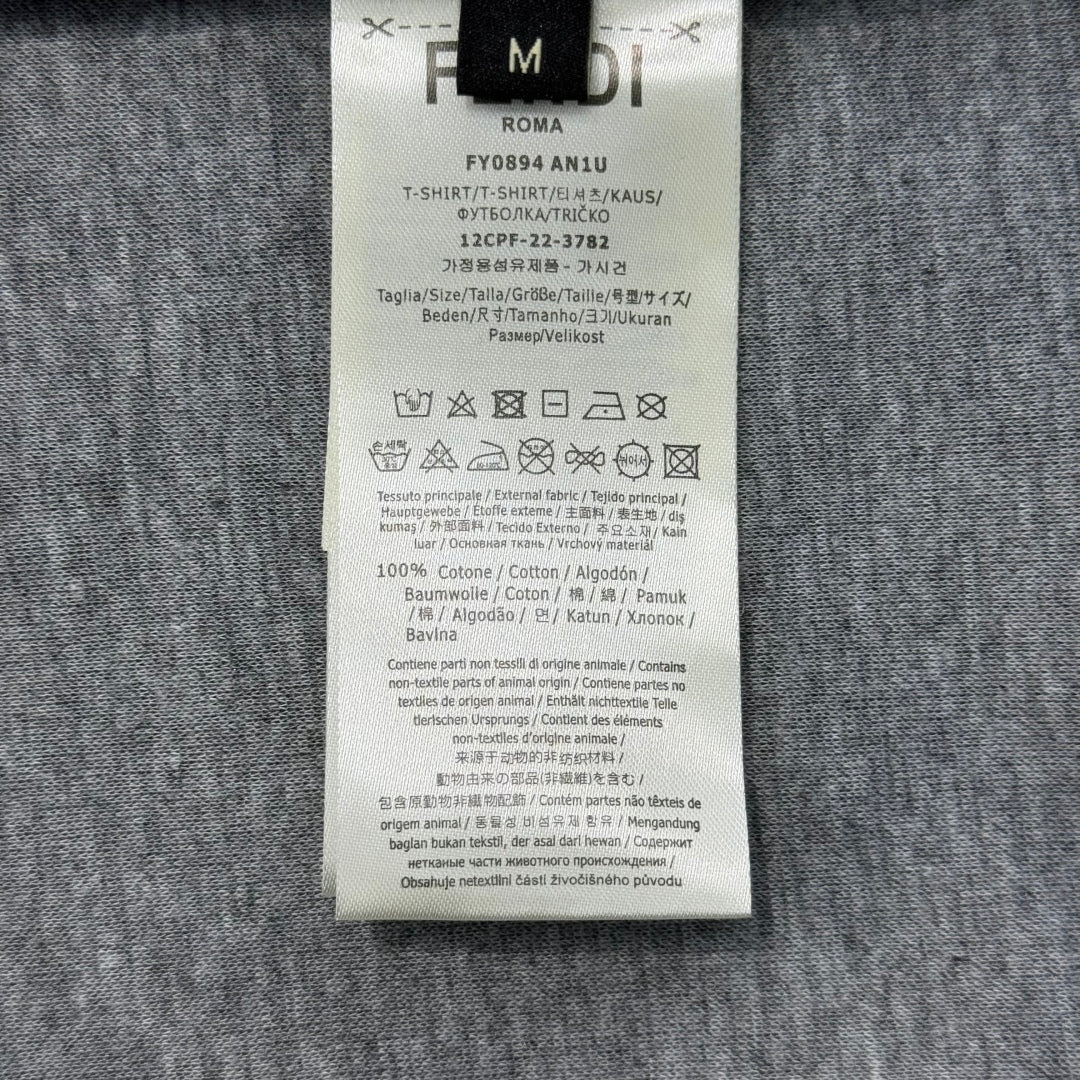 M
ROMA
FY0894 AN1U
T-SHIRT/T-SHIRT/티셔츠/KAUS/
ФУТБОЛКА/TRIČKO
12CPF-22-3782
가정용섬유제품 - 가시건
Taglia/Size/Talla/Größe/Taille/号型/サイズ/
Beden/尺寸/Tamanho/크기/Ukuran
Размер/Velikost
손세탁
Tessuto principale / External fabric / Tejido principal /
Hauptgewebe / Etoffe externe / 主面料 / 表生地 / dış
kumaş / 外部面料 / Tecido Externo / 주요소재/ Kain
luar / Основная ткань / Vrchový materiál
100% Cotone / Cotton / Algodón /
Baumwolle / Coton / 棉 / 綿 / Pamuk
/ 棉 / Algodão / 면/ Katun / Хлопок /
Bavlna
Contiene parti non tessili di origine animale / Contains
non-textile parts of animal origin / Contiene partes no
textiles de origen animal / Enthält nichttextile Teile
tierischen Ursprungs / Contient des éléments
non-textiles d'origine animale /
来源于动物的非纺织材料 /
動物由来の部品(非繊維)を含む /
包含原動物非纖物配飾 / Contém partes não têxteis de
origem animal / 동물성 비섬유제 함유 / Mengandung
baglan bukan tekstil, der asal darl hewan / Содержит
нетканые части животного происхождения /
Obsahuje netextilní části živočišného původu